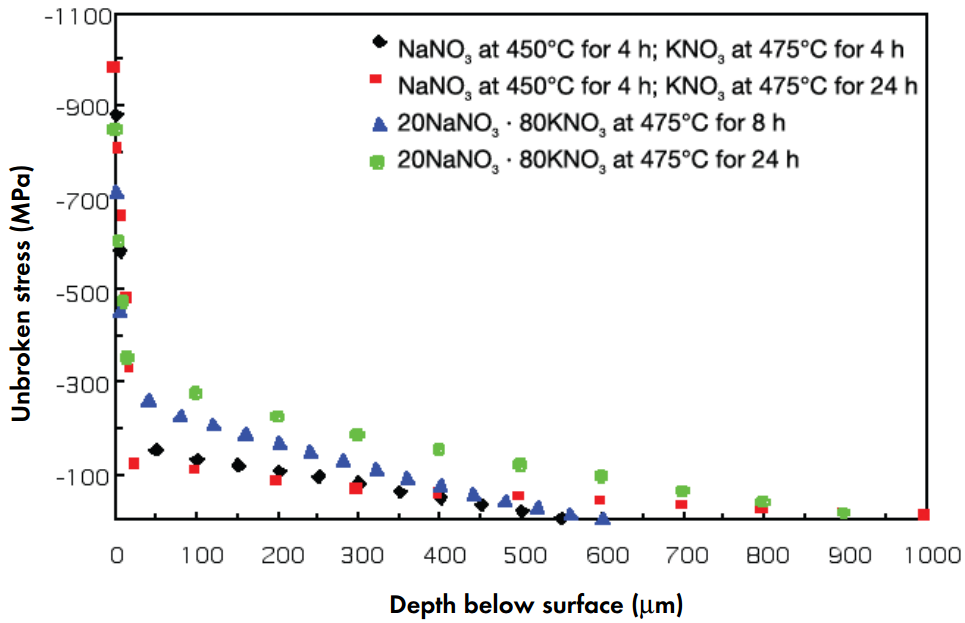 -1100
NaNO₃ at 450°C for 4 h; KNO₃ at 475°C for 4 h
NaNO₃ at 450°C for 4 h; KNO₃ at 475°C for 24 h
-900
20NaNO₃ · 80KNO₃ at 475°C for 8 h
20NaNO₃ · 80KNO₃ at 475°C for 24 h
-700
-500
-300
-100
Unbroken stress (MPa)
0 100 200 300 400 500 600 700 800 900 1000
Depth below surface (μm)